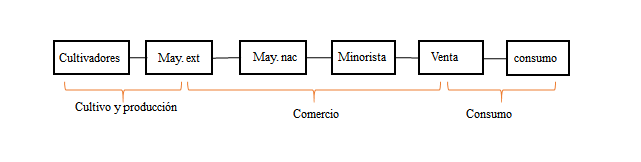 Cultivadores
May. ext
May. nac
Minorista
Venta
consumo
Cultivo y producción
Comercio
Consumo